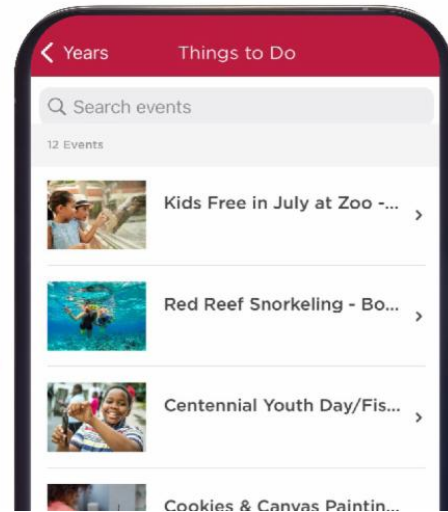 Years
Things to Do
Search events
12 Events
Kids Free in July at Zoo -...
Red Reef Snorkeling - Bo...
Centennial Youth Day/Fis...
Cookies & Canvas Paintin...